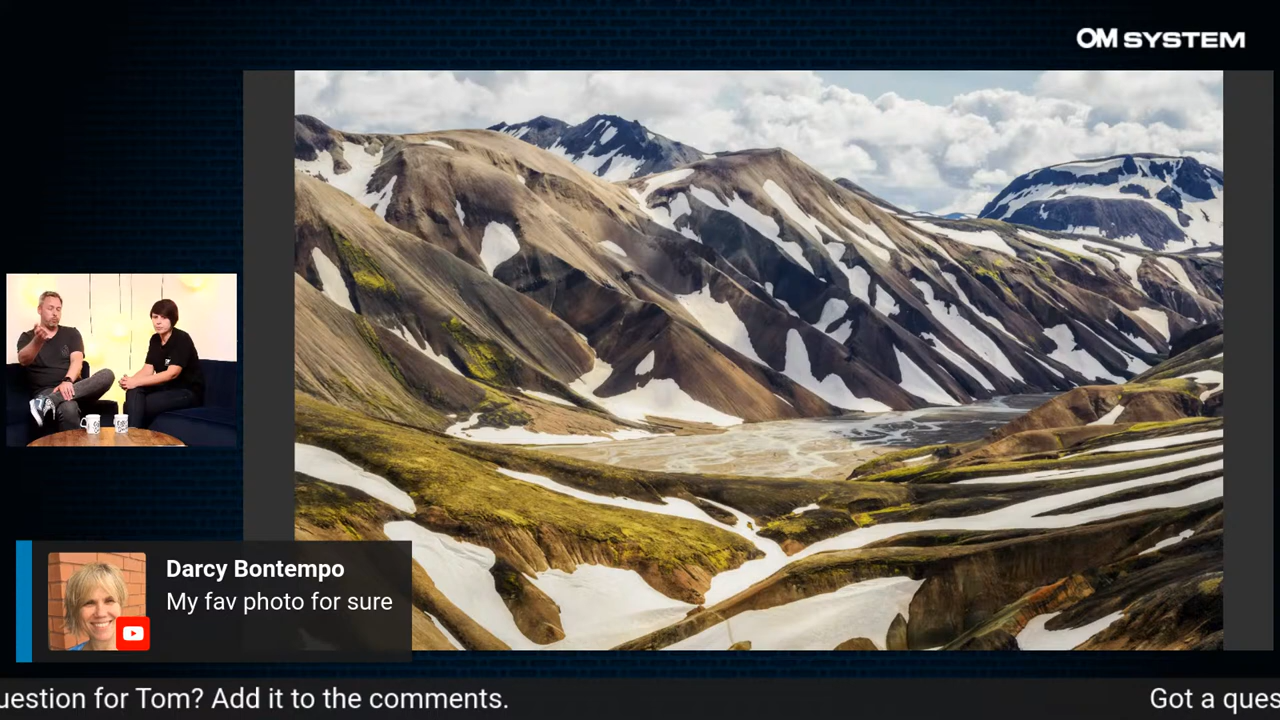 OM SYSTEM
Darcy Bontempo
My fav photo for sure
uestion for Tom? Add it to the comments.
Got a ques